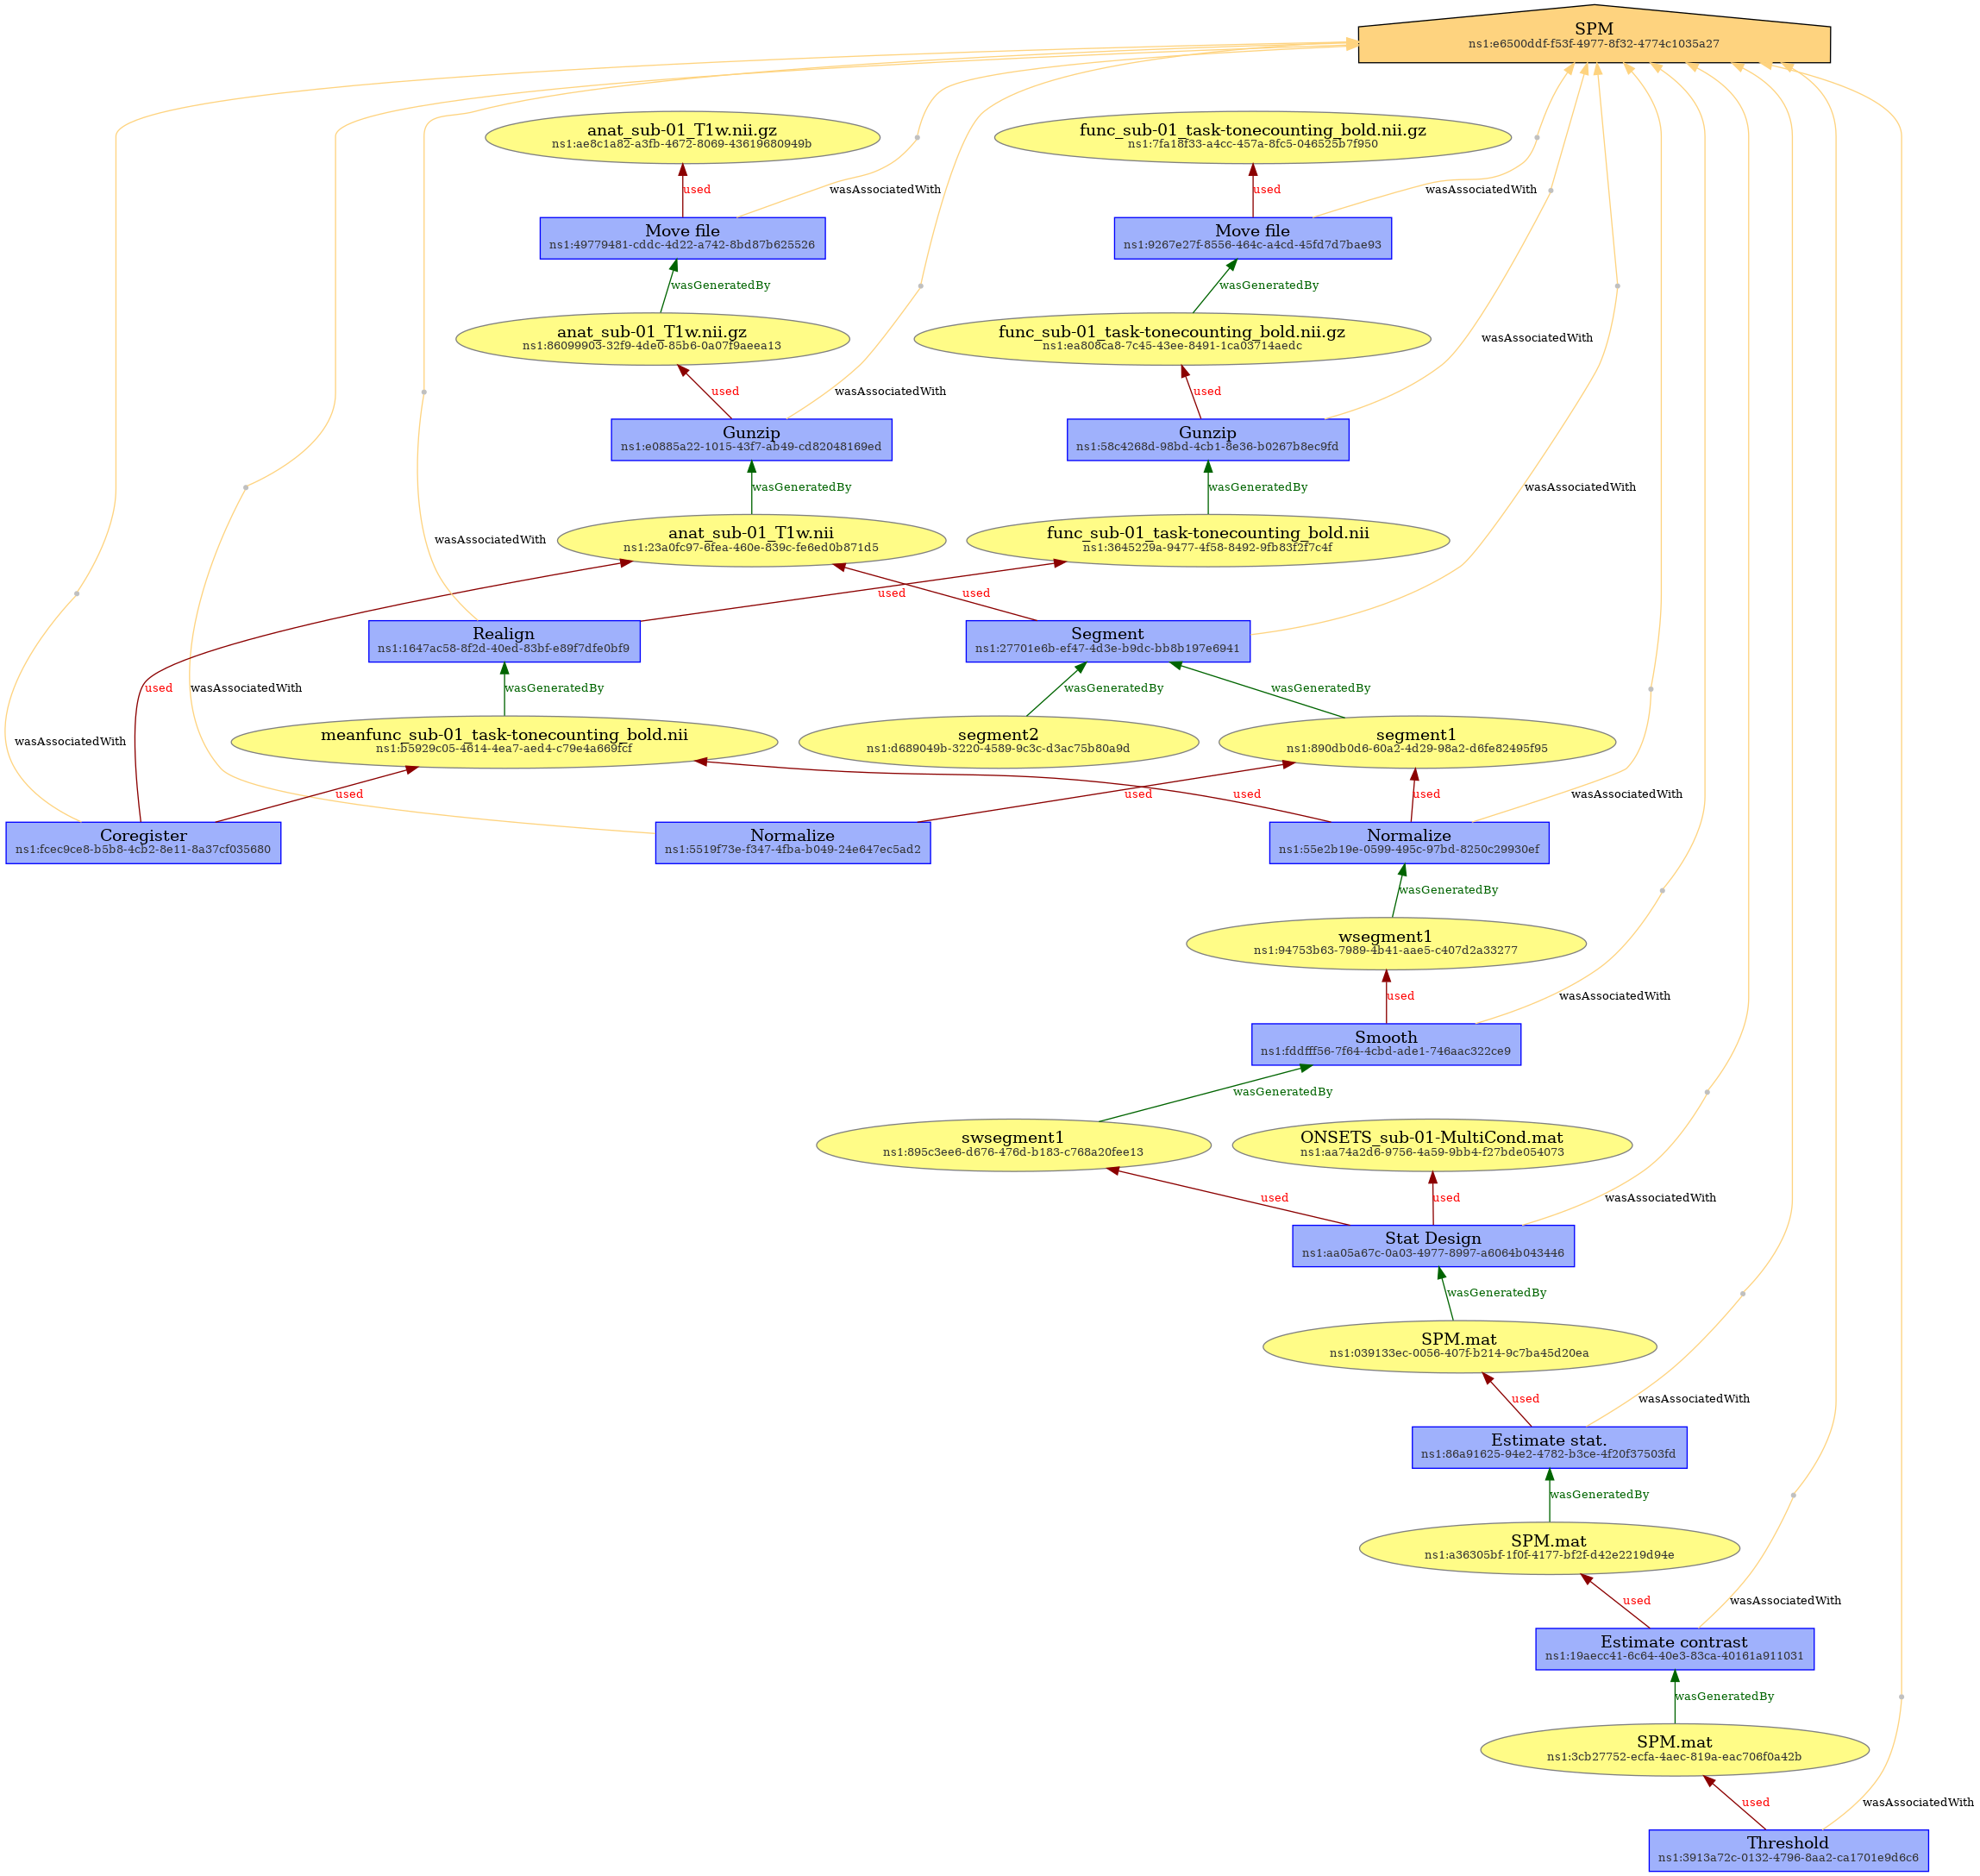 SPM
ns1:e6500ddf-f53f-4977-8f32-4774c1035a27
anat_sub-01_T1w.nii.gz
ns1:ae8c1a82-a3fb-4672-8069-43619680949b
func_sub-01_task-tonecounting_bold.nii.gz
ns1:7fa18f33-a4cc-457a-8fc5-046525b7f950
used
wasAssociatedWith
used
wasAssociatedWith
Move file
ns1:49779481-cddc-4d22-a742-8bd87b625526
Move file
ns1:9267e27f-8556-464c-a4cd-45fd7d7bae93
wasGeneratedBy
wasGeneratedBy
anat_sub-01_T1w.nii.gz
ns1:86099903-32f9-4de0-85b6-0a07f9aeea13
func_sub-01_task-tonecounting_bold.nii.gz
ns1:ea808ca8-7c45-43ee-8491-1ca03714aedc
wasAssociatedWith
used
wasAssociatedWith
used
Gunzip
ns1:e0885a22-1015-43f7-ab49-cd82048169ed
Gunzip
ns1:58c4268d-98bd-4cb1-8e36-b0267b8ec9fd
wasGeneratedBy
wasGeneratedBy
wasAssociatedWith
anat_sub-01_T1w.nii
ns1:23a0fc97-6fea-460e-839c-fe6ed0b871d5
func_sub-01_task-tonecounting_bold.nii
ns1:3645229a-9477-4f58-8492-9fb83f2f7c4f
wasAssociatedWith
used
used
Realign
ns1:1647ac58-8f2d-40ed-83bf-e89f7dfe0bf9
Segment
ns1:27701e6b-ef47-4d3e-b9dc-bb8b197e6941
used
wasAssociatedWith
wasGeneratedBy
wasGeneratedBy
wasGeneratedBy
meanfunc_sub-01_task-tonecounting_bold.nii
ns1:b5929c05-4614-4ea7-aed4-c79e4a669fcf
segment2
ns1:d689049b-3220-4589-9c3c-d3ac75b80a9d
segment1
ns1:890db0d6-60a2-4d29-98a2-d6fe82495f95
wasAssociatedWith
used
used
used
used
wasAssociatedWith
Coregister
ns1:fcec9ce8-b5b8-4cb2-8e11-8a37cf035680
Normalize
ns1:5519f73e-f347-4fba-b049-24e647ec5ad2
Normalize
ns1:55e2b19e-0599-495c-97bd-8250c29930ef
wasGeneratedBy
wsegment1
ns1:94753b63-7989-4b41-aae5-c407d2a33277
used
wasAssociatedWith
Smooth
ns1:fddfff56-7f64-4cbd-ade1-746aac322ce9
wasGeneratedBy
swsegment1
ns1:895c3ee6-d676-476d-b183-c768a20fee13
ONSETS_sub-01-MultiCond.mat
ns1:aa74a2d6-9756-4a59-9bb4-f27bde054073
used
used
wasAssociatedWith
Stat Design
ns1:aa05a67c-0a03-4977-8997-a6064b043446
wasGeneratedBy
SPM.mat
ns1:039133ec-0056-407f-b214-9c7ba45d20ea
used
wasAssociatedWith
Estimate stat.
ns1:86a91625-94e2-4782-b3ce-4f20f37503fd
wasGeneratedBy
SPM.mat
ns1:a36305bf-1f0f-4177-bf2f-d42e2219d94e
used
wasAssociatedWith
Estimate contrast
ns1:19aecc41-6c64-40e3-83ca-40161a911031
wasGeneratedBy
SPM.mat
ns1:3cb27752-ecfa-4aec-819a-eac706f0a42b
used
wasAssociatedWith
Threshold
ns1:3913a72c-0132-4796-8aa2-ca1701e9d6c6